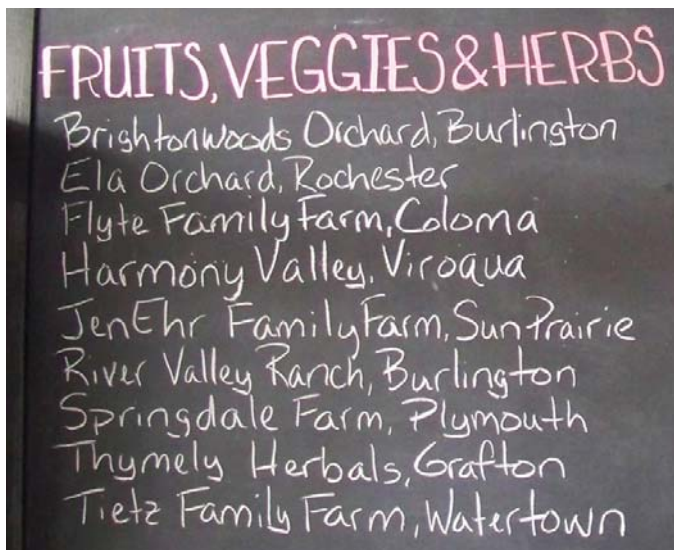 FRUITS, VEGGIES & HERBS
Brightonwoods Orchard, Burlington
Ela Orchard, Rochester
Flyte Family Farm, Coloma
Harmony Valley, Viroqua
JenEhr Family Farm, Sun Prairie
River Valley Ranch, Burlington
Springdale Farm, Plymouth
Thymely Herbals, Grafton
Tietz Family Farm, Watertown